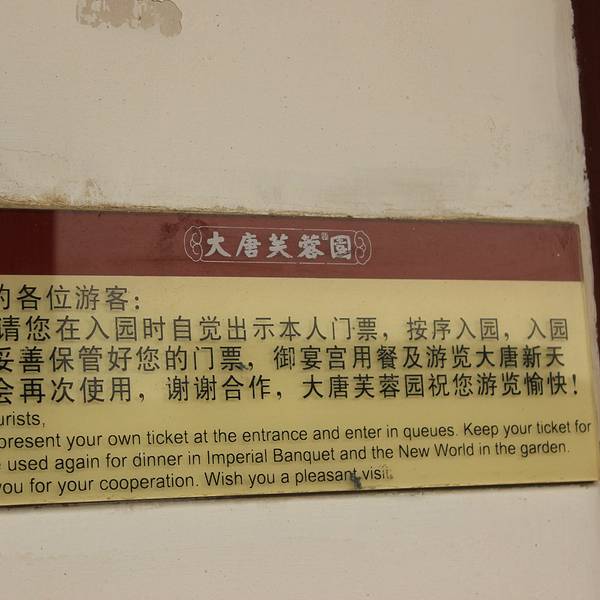 大唐芙蓉園
的各位游客：
请您在入园时自觉出示本人门票，按序入园，入园
妥善保管好您的门票，御宴宫用餐及游览大唐新天
会再次使用，谢谢合作，大唐芙蓉园祝您游览愉快！
urists,
present your own ticket at the entrance and enter in queues. Keep your ticket for
e used again for dinner in Imperial Banquet and the New World in the garden.
you for your cooperation. Wish you a pleasant visit.